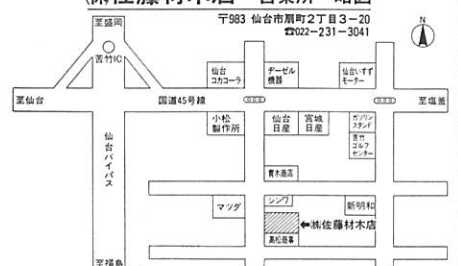 ㈱佐藤材木店 営業所 略図
〒983 仙台市扇町2丁目3-20
☎022-231-3041
N
至盛岡
苦竹IC
仙台
コカコーラ
ヂーゼル
機器
仙台いすゞ
モーター
至仙台
国道45号線
至塩釜
小松
製作所
仙台
日産
宮城
日産
ガソリン
スタンド
苦竹
ゴルフ
センター
仙台バイパス
青木商店
マツダ
シンワ
新明和
←㈱佐藤材木店
高松商事
至福島